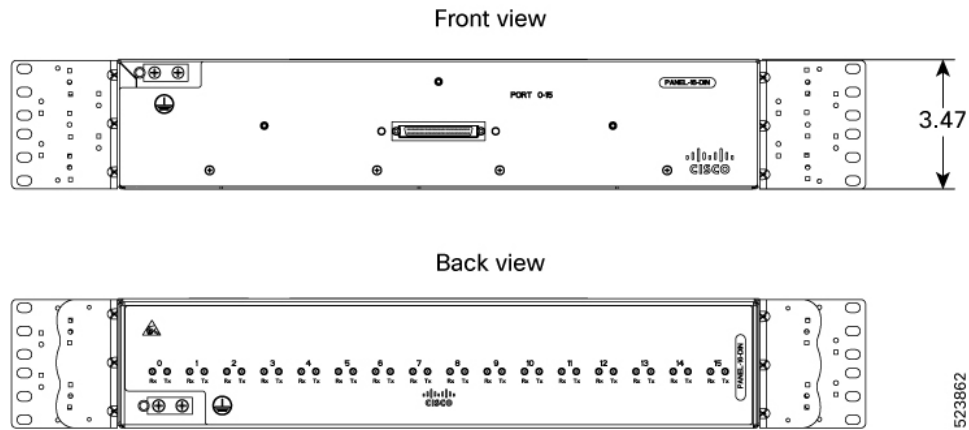 Front view
PORT 0-15
PANEL-16-DIN
3.47
CISCO
Back view
0 1 2 3 4 5 6 7 8 9 10 11 12 13 14 15
Rx Tx Rx Tx Rx Tx Rx Tx Rx Tx Rx Tx Rx Tx Rx Tx Rx Tx Rx Tx Rx Tx Rx Tx Rx Tx Rx Tx Rx Tx Rx Tx
PANEL-16-DIN
CISCO
523862